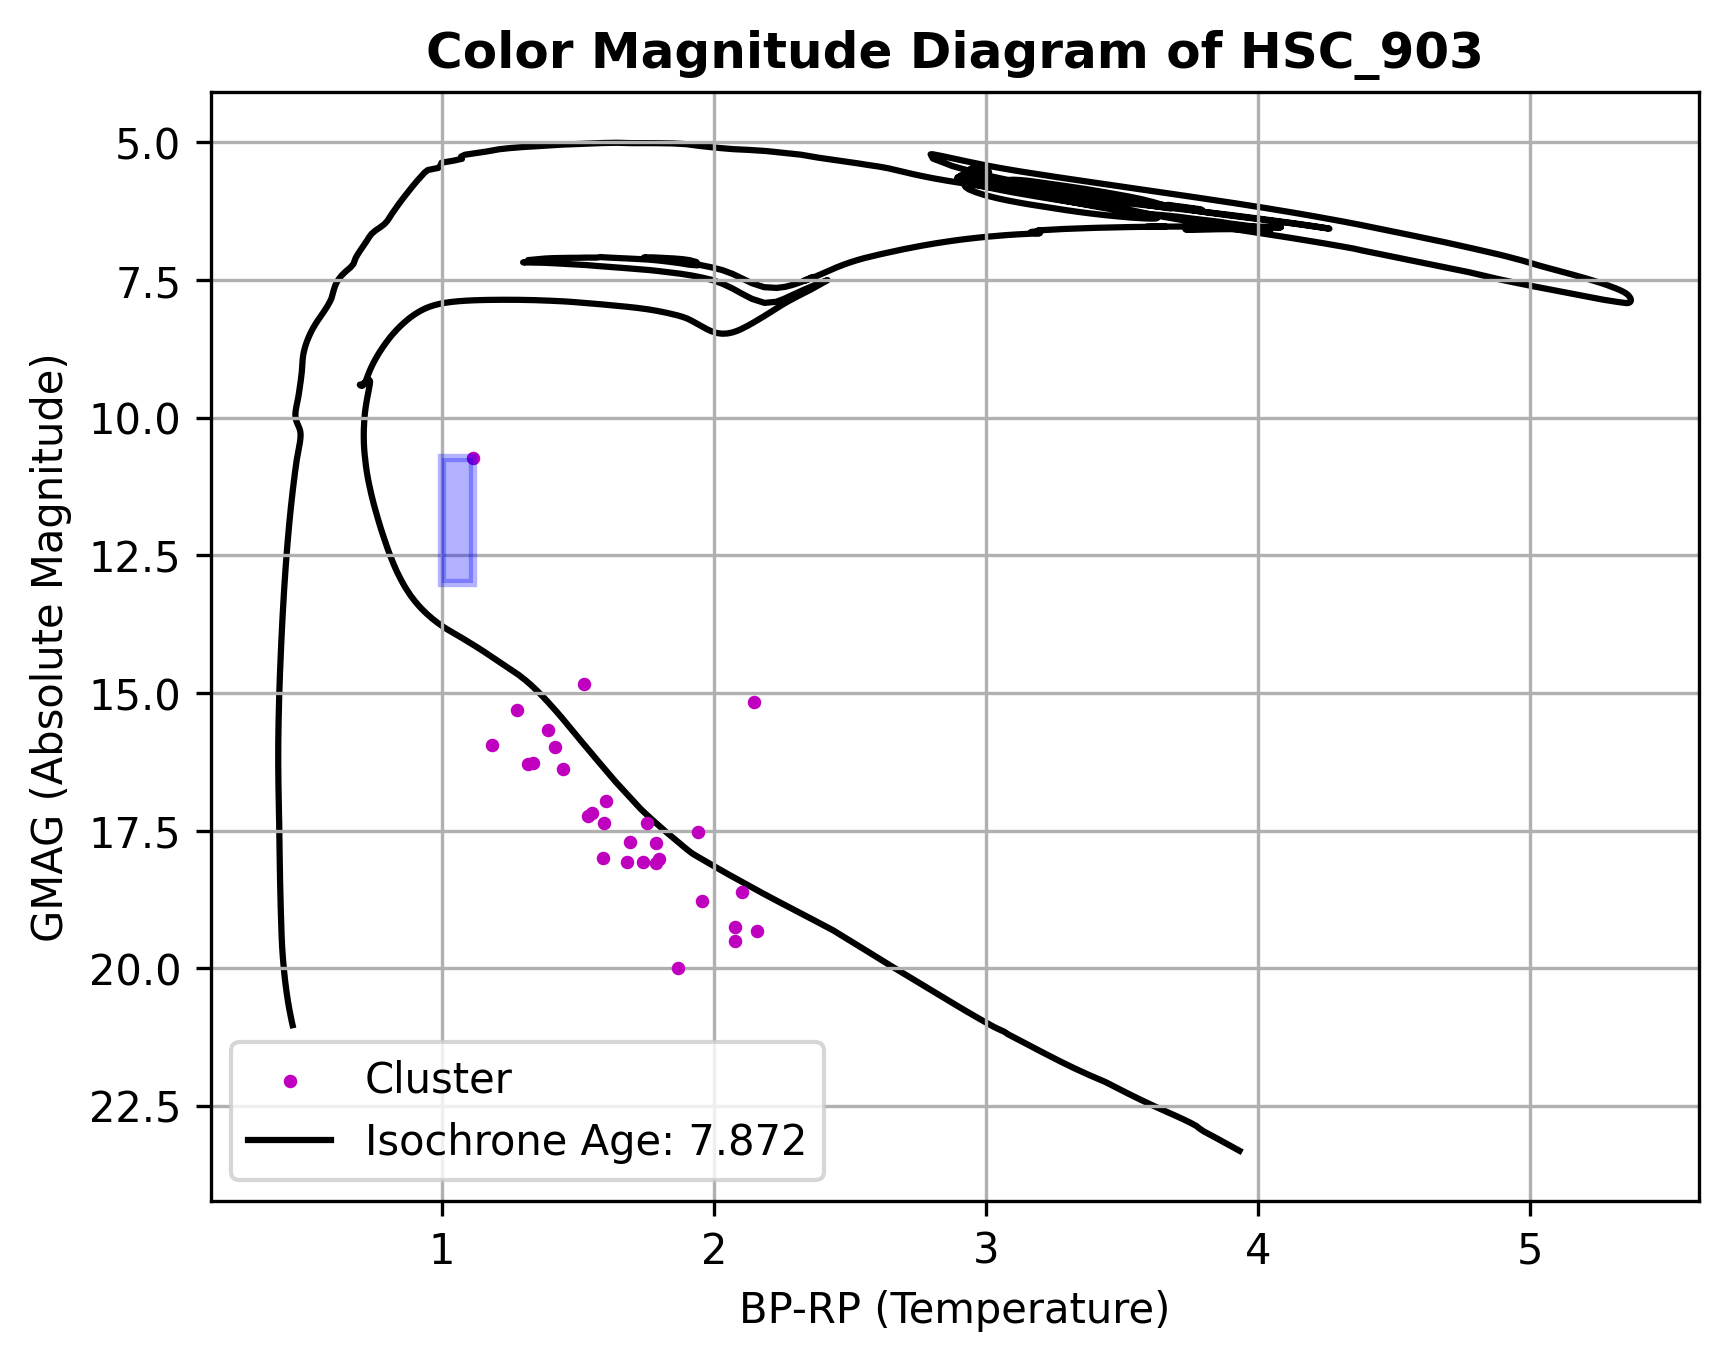 Color Magnitude Diagram of HSC_903
GMAG (Absolute Magnitude)
5.0
7.5
10.0
12.5
15.0
17.5
20.0
22.5
Cluster
Isochrone Age: 7.872
1 2 3 4 5
BP-RP (Temperature)